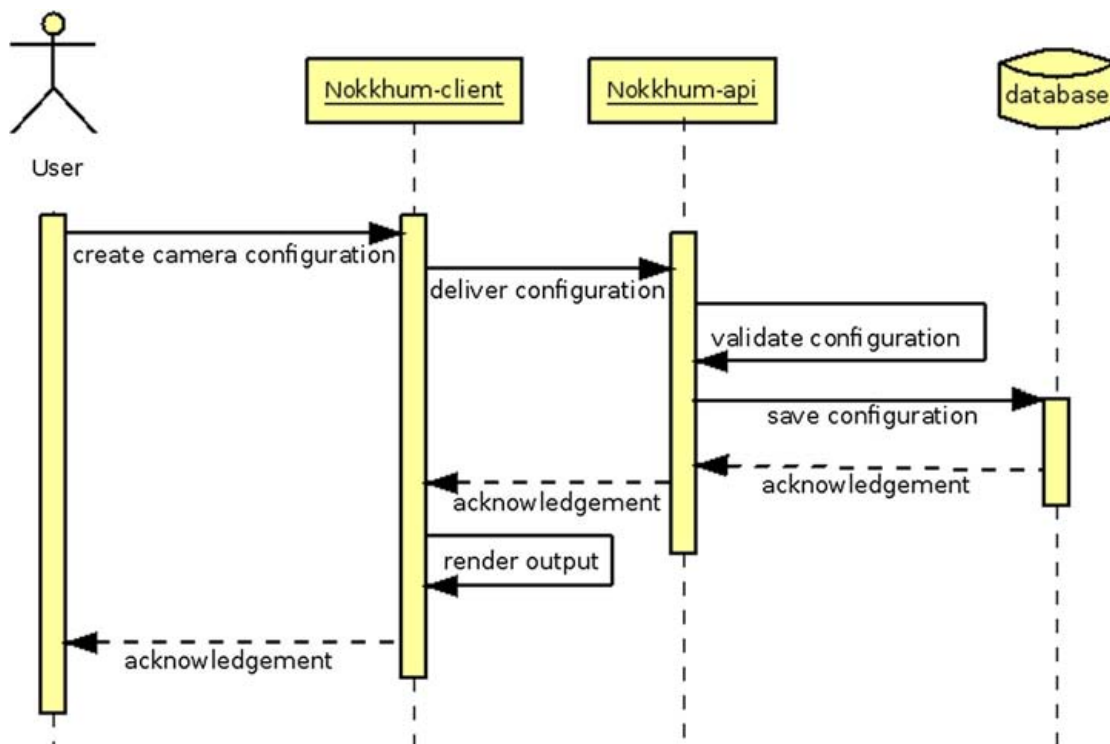 Nokkhum-client
Nokkhum-api
database
User
create camera configuration
deliver configuration
validate configuration
save configuration
acknowledgement
acknowledgement
render output
acknowledgement